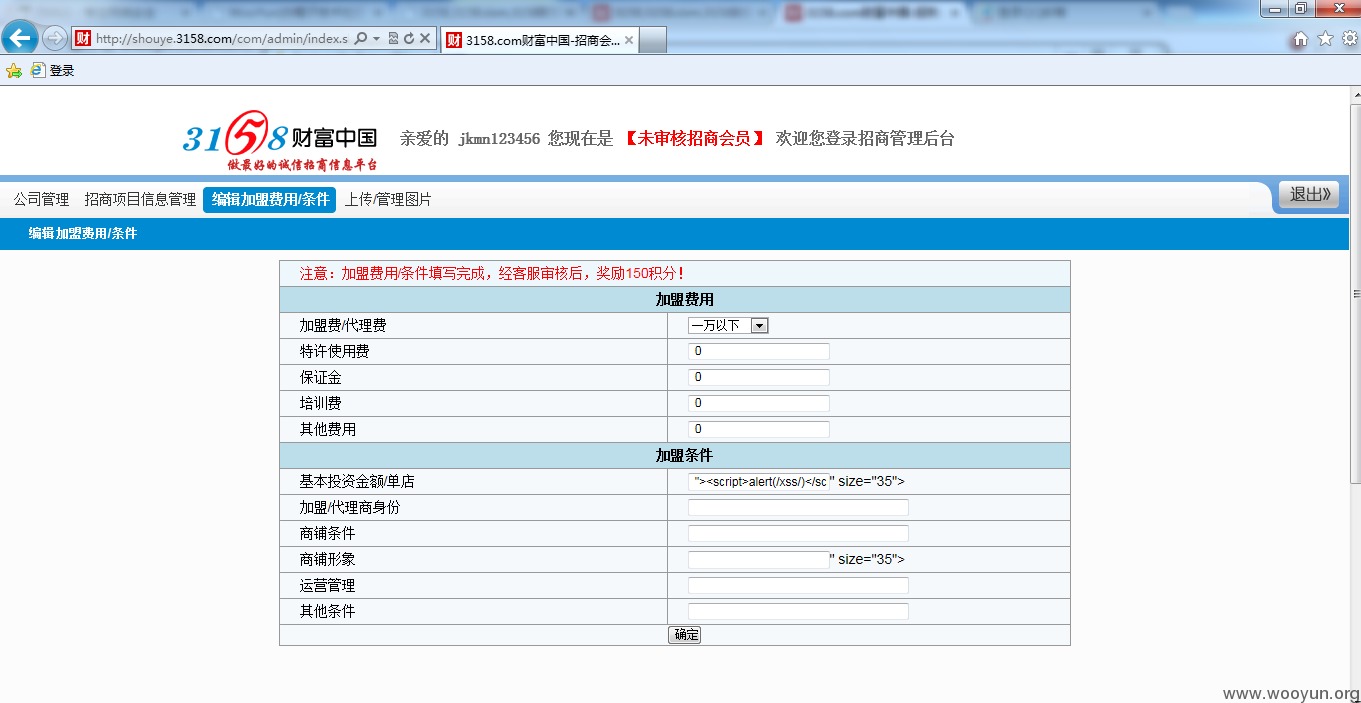 http://shouye.3158.com/com/admin/index.s
3158.com财富中国-招商会...
登录
3158 财富中国
做最好的诚信招商信息平台
亲爱的 jkmn123456 您现在是 【未审核招商会员】 欢迎您登录招商管理后台
公司管理 招商项目信息管理 编辑加盟费用/条件 上传/管理图片 退出》
编辑加盟费用/条件
注意：加盟费用/条件填写完成，经客服审核后，奖励150积分！
加盟费用
加盟费/代理费 一万以下
特许使用费 0
保证金 0
培训费 0
其他费用 0
加盟条件
基本投资金额/单店 "><script>alert(/xss/)</sc " size="35">
加盟/代理商身份
商铺条件
商铺形象 " size="35">
运营管理
其他条件
确定
www.wooyun.org